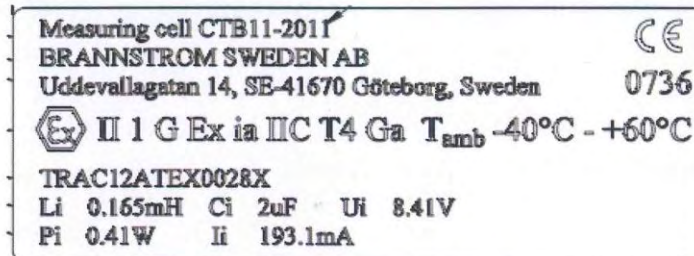 Measuring cell CTB11-2011
CE
BRANNSTROM SWEDEN AB
Uddevallagatan 14, SE-41670 Göteborg, Sweden 0736
Ex II 1 G Ex ia IIC T4 Ga Tamb -40°C - +60°C
TRAC12ATEX0028X
Li 0.165mH Ci 2uF Ui 8.41V
Pi 0.41W Ii 193.1mA